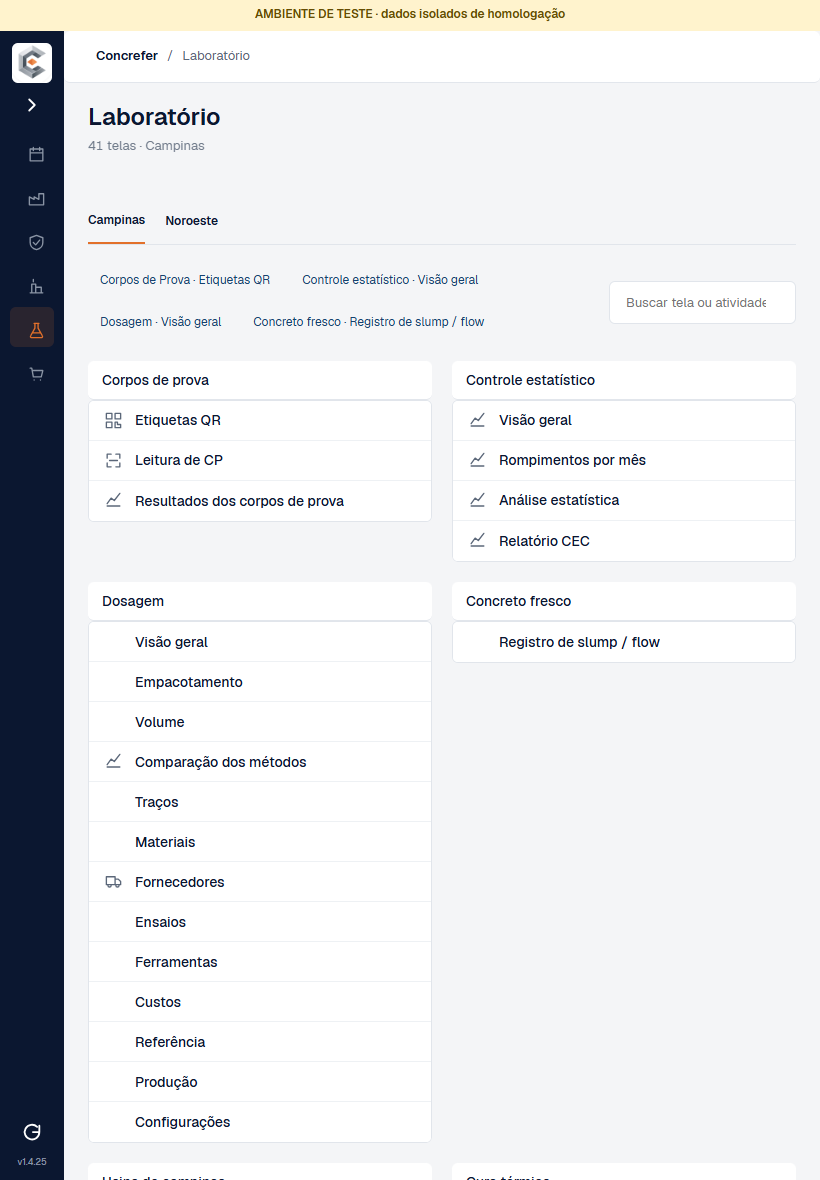 AMBIENTE DE TESTE · dados isolados de homologação
Concrefer / Laboratório
Laboratório
41 telas · Campinas
Campinas
Noroeste
Corpos de Prova · Etiquetas QR
Controle estatístico · Visão geral
Dosagem · Visão geral
Concreto fresco · Registro de slump / flow
Buscar tela ou atividade
Corpos de prova
Etiquetas QR
Leitura de CP
Resultados dos corpos de prova
Controle estatístico
Visão geral
Rompimentos por mês
Análise estatística
Relatório CEC
Dosagem
Visão geral
Empacotamento
Volume
Comparação dos métodos
Traços
Materiais
Fornecedores
Ensaios
Ferramentas
Custos
Referência
Produção
Configurações
Concreto fresco
Registro de slump / flow
v1.4.25